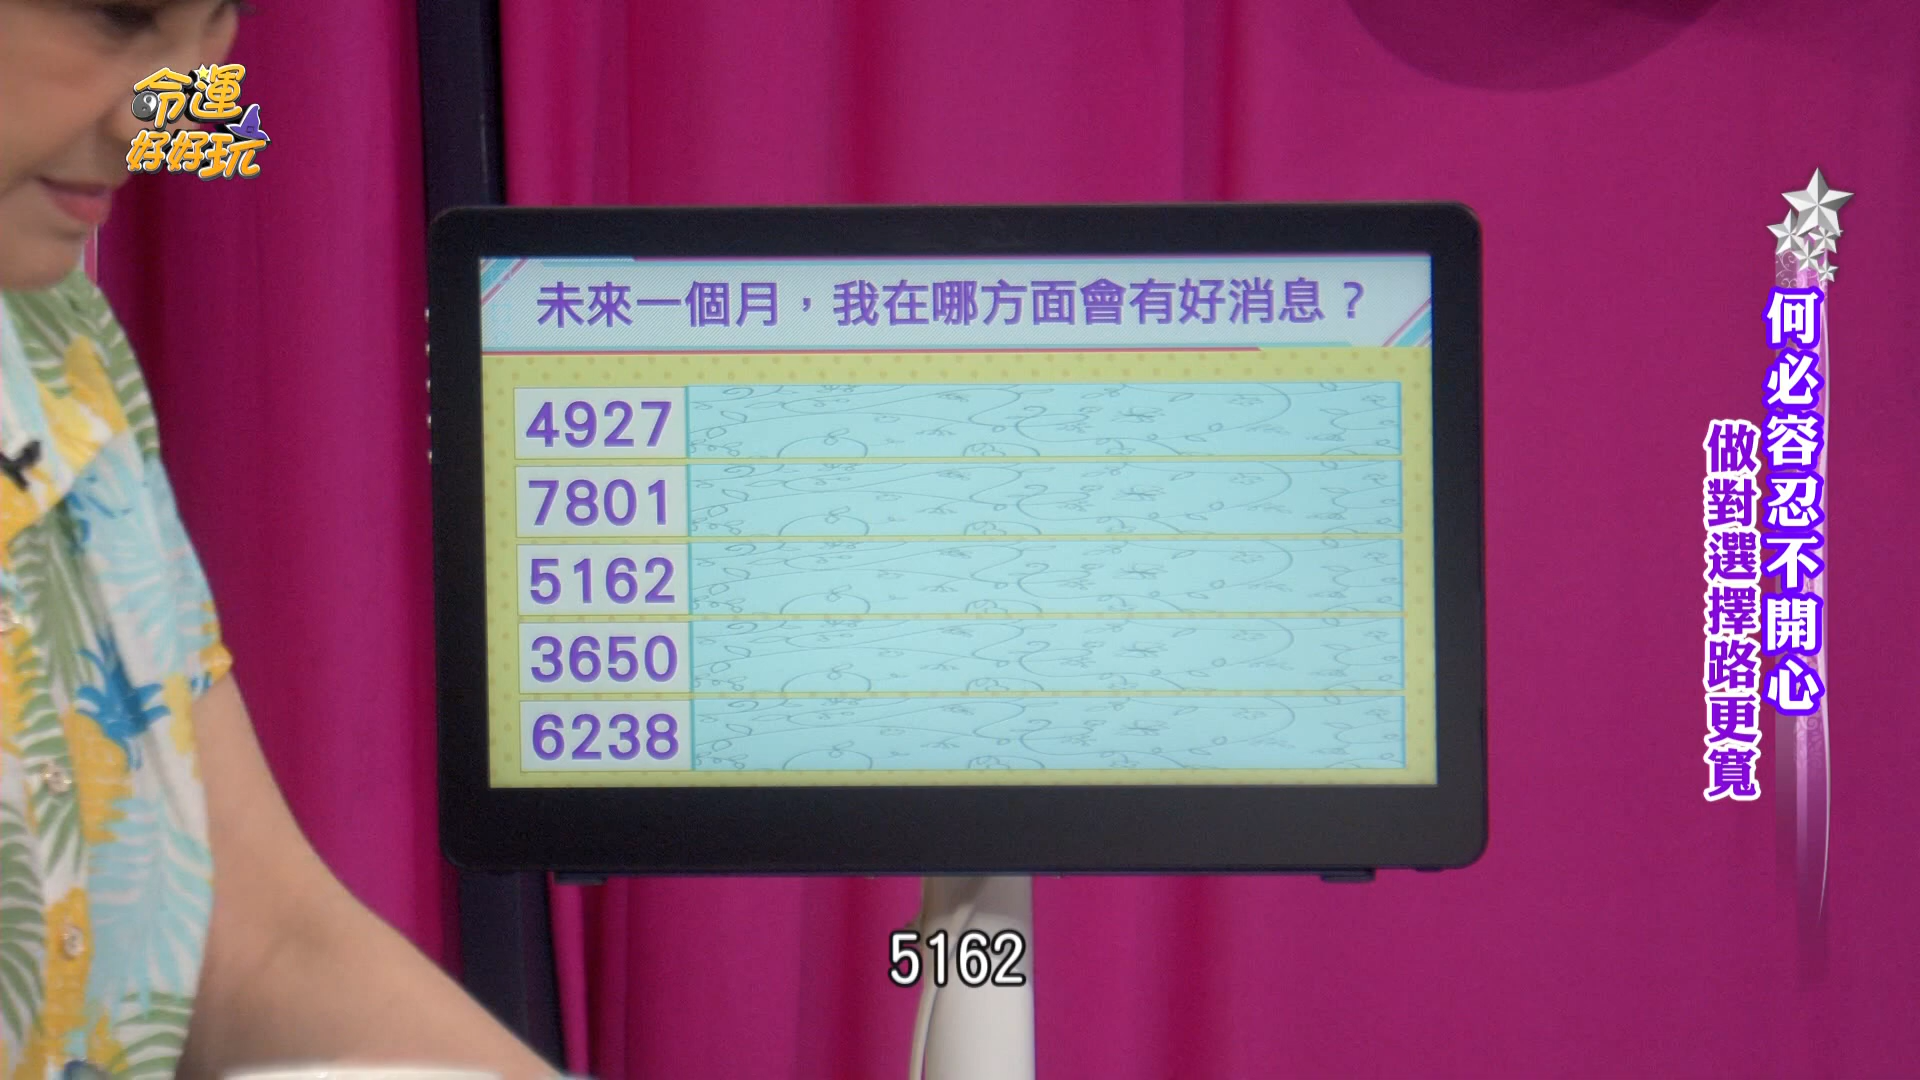 命運
好好玩
未來一個月，我在哪方面會有好消息？
4927
7801
5162
3650
6238
何必容忍不開心
做對選擇路更寬
5162